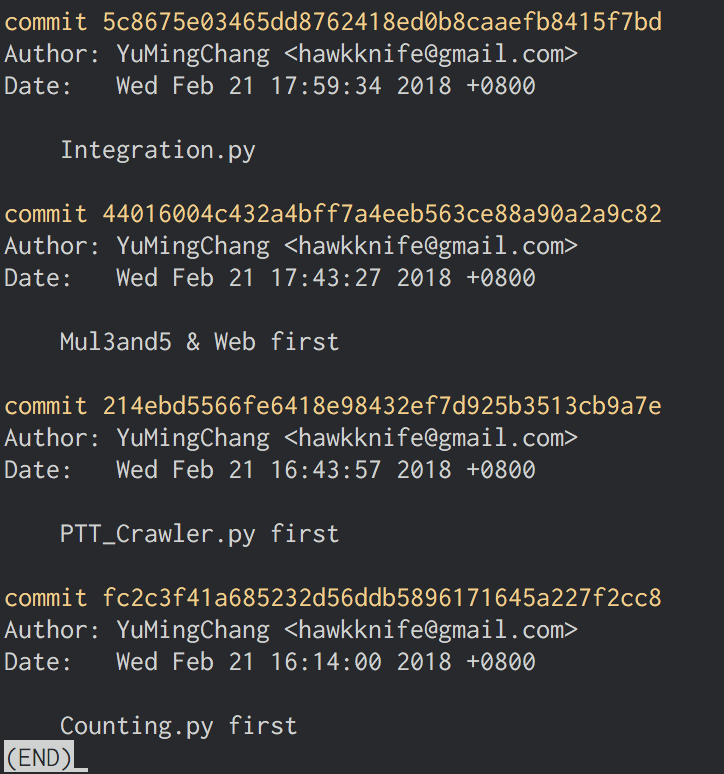 commit 5c8675e03465dd8762418ed0b8caaefb8415f7bd
Author: YuMingChang <hawkknife@gmail.com>
Date:   Wed Feb 21 17:59:34 2018 +0800
Integration.py
commit 44016004c432a4bff7a4eeb563ce88a90a2a9c82
Author: YuMingChang <hawkknife@gmail.com>
Date:   Wed Feb 21 17:43:27 2018 +0800
Mul3and5 & Web first
commit 214ebd5566fe6418e98432ef7d925b3513cb9a7e
Author: YuMingChang <hawkknife@gmail.com>
Date:   Wed Feb 21 16:43:57 2018 +0800
PTT_Crawler.py first
commit fc2c3f41a685232d56ddb5896171645a227f2cc8
Author: YuMingChang <hawkknife@gmail.com>
Date:   Wed Feb 21 16:14:00 2018 +0800
Counting.py first
(END)